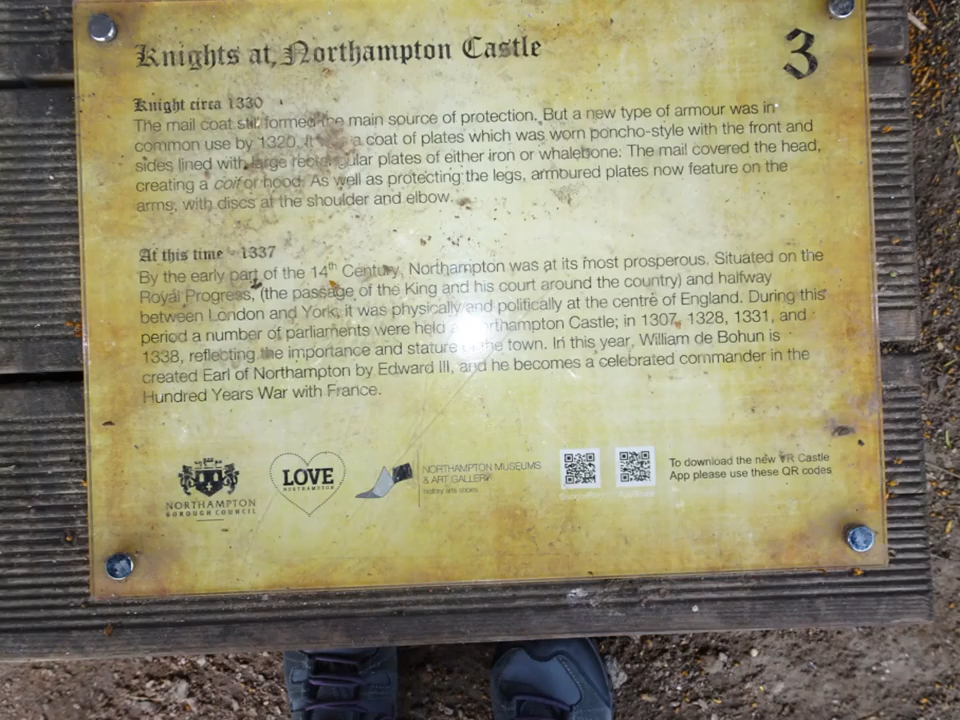 Knights at Northampton Castle
3
Knight circa 1330
The mail coat still formed the main source of protection. But a new type of armour was in
common use by 1320. It a coat of plates which was worn poncho-style with the front and
sides lined with large rectangular plates of either iron or whalebone. The mail covered the head,
creating a coif or hood. As well as protecting the legs, armoured plates now feature on the
arms, with discs at the shoulder and elbow.
At this time - 1337
By the early part of the 14th Century, Northampton was at its most prosperous. Situated on the
Royal Progress, (the passage of the King and his court around the country) and halfway
between London and York, it was physically and politically at the centre of England. During this
period a number of parliaments were held Northampton Castle; in 1307, 1328, 1331, and
1338, reflecting the importance and stature of the town. In this year, William de Bohun is
created Earl of Northampton by Edward III, and he becomes a celebrated commander in the
Hundred Years War with France.
NORTHAMPTON
BOROUGH COUNCIL
LOVE
NORTHAMPTON
NORTHAMPTON MUSEUMS
& ART GALLERY
history arts shoes
To download the new VR Castle
App please use these QR codes